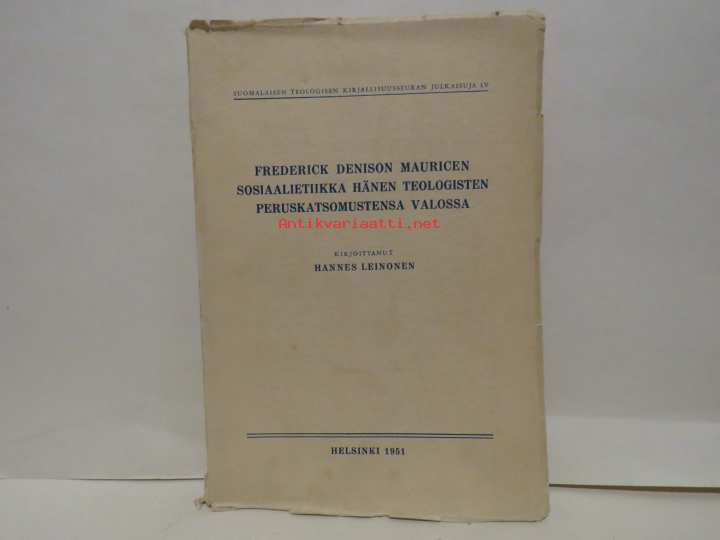 SUOMALAISEN TEOLOGISEN KIRJALLISUUSSEURAN JULKAISUJA LV
FREDERICK DENISON MAURICEN
SOSIAALIETIIKKA HÄNEN TEOLOGISTEN
PERUSKATSOMUSTENSA VALOSSA
Antikvariaatti.net
KIRJOITTANUT
HANNES LEINONEN
HELSINKI 1951